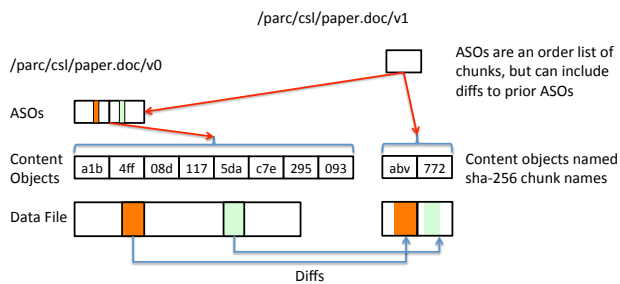 /parc/csl/paper.doc/v1
/parc/csl/paper.doc/v0
ASOs are an order list of
chunks, but can include
diffs to prior ASOs
ASOs
Content
Objects
a1b 4ff 08d 117 5da c7e 295 093
abv 772
Content objects named
sha-256 chunk names
Data File
Diffs